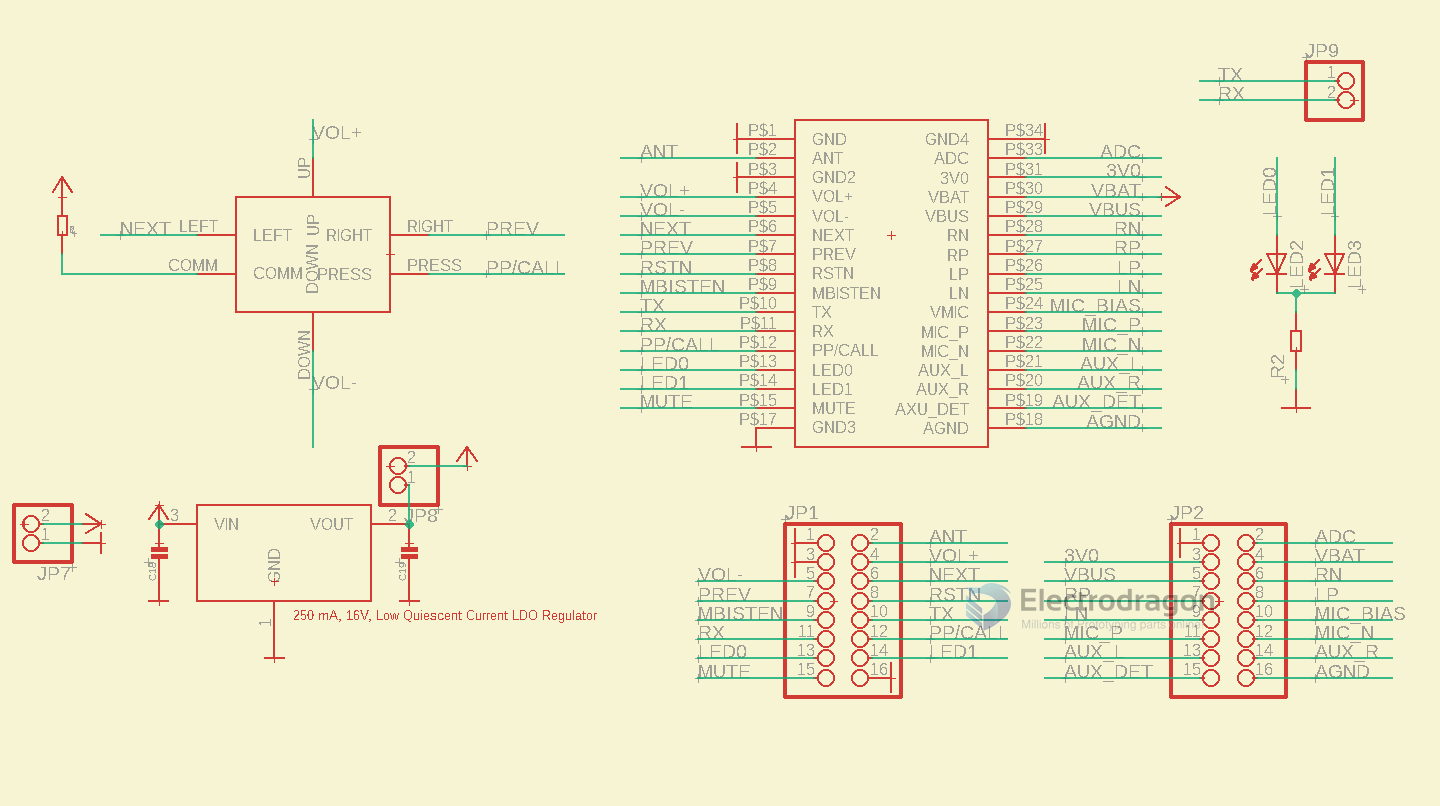 VOL+
UP
NEXT LEFT
LEFT
UP
RIGHT
RIGHT
PREV
COMM
COMM
DOWN
PRESS
PRESS
PP/CALL
DOWN
VOL-
P$1
GND
GND4
P$34
ANT
P$2
ANT
ADC
P$33
ADC
P$3
GND2
3V0
P$31
3V0
VOL+
P$4
VOL+
VBAT
P$30
VBAT
VOL-
P$5
VOL-
VBUS
P$29
VBUS
NEXT
P$6
NEXT
RN
P$28
RN
PREV
P$7
PREV
RP
P$27
RP
RSTN
P$8
RSTN
LP
P$26
LP
MBISTEN
P$9
MBISTEN
LN
P$25
LN
TX
P$10
TX
VMIC
P$24
MIC_BIAS
RX
P$11
RX
MIC_P
P$23
MIC_P
PP/CALL
P$12
PP/CALL
MIC_N
P$22
MIC_N
LED0
P$13
LED0
AUX_L
P$21
AUX_L
LED1
P$14
LED1
AUX_R
P$20
AUX_R
MUTE
P$15
MUTE
AXU_DET
P$19
AUX_DET
P$17
GND3
AGND
P$18
AGND
JP9
TX
1
RX
2
LED0
LED1
LED2
LED3
R2
2
1
JP7
3
VIN
VOUT
2
GND
1
C18
C19
2
1
JP8
250 mA, 16V, Low Quiescent Current LDO Regulator
JP1
1
2
ANT
3
4
VOL+
VOL-
5
6
NEXT
PREV
7
8
RSTN
MBISTEN
9
10
TX
RX
11
12
PP/CALL
LED0
13
14
LED1
MUTE
15
16
JP2
1
2
ADC
3V0
3
4
VBAT
VBUS
5
6
RN
RP
7
8
LP
LN
9
10
MIC_BIAS
MIC_P
11
12
MIC_N
AUX_L
13
14
AUX_R
AUX_DET
15
16
AGND
Electrodragon
Millions of Prototyping parts online